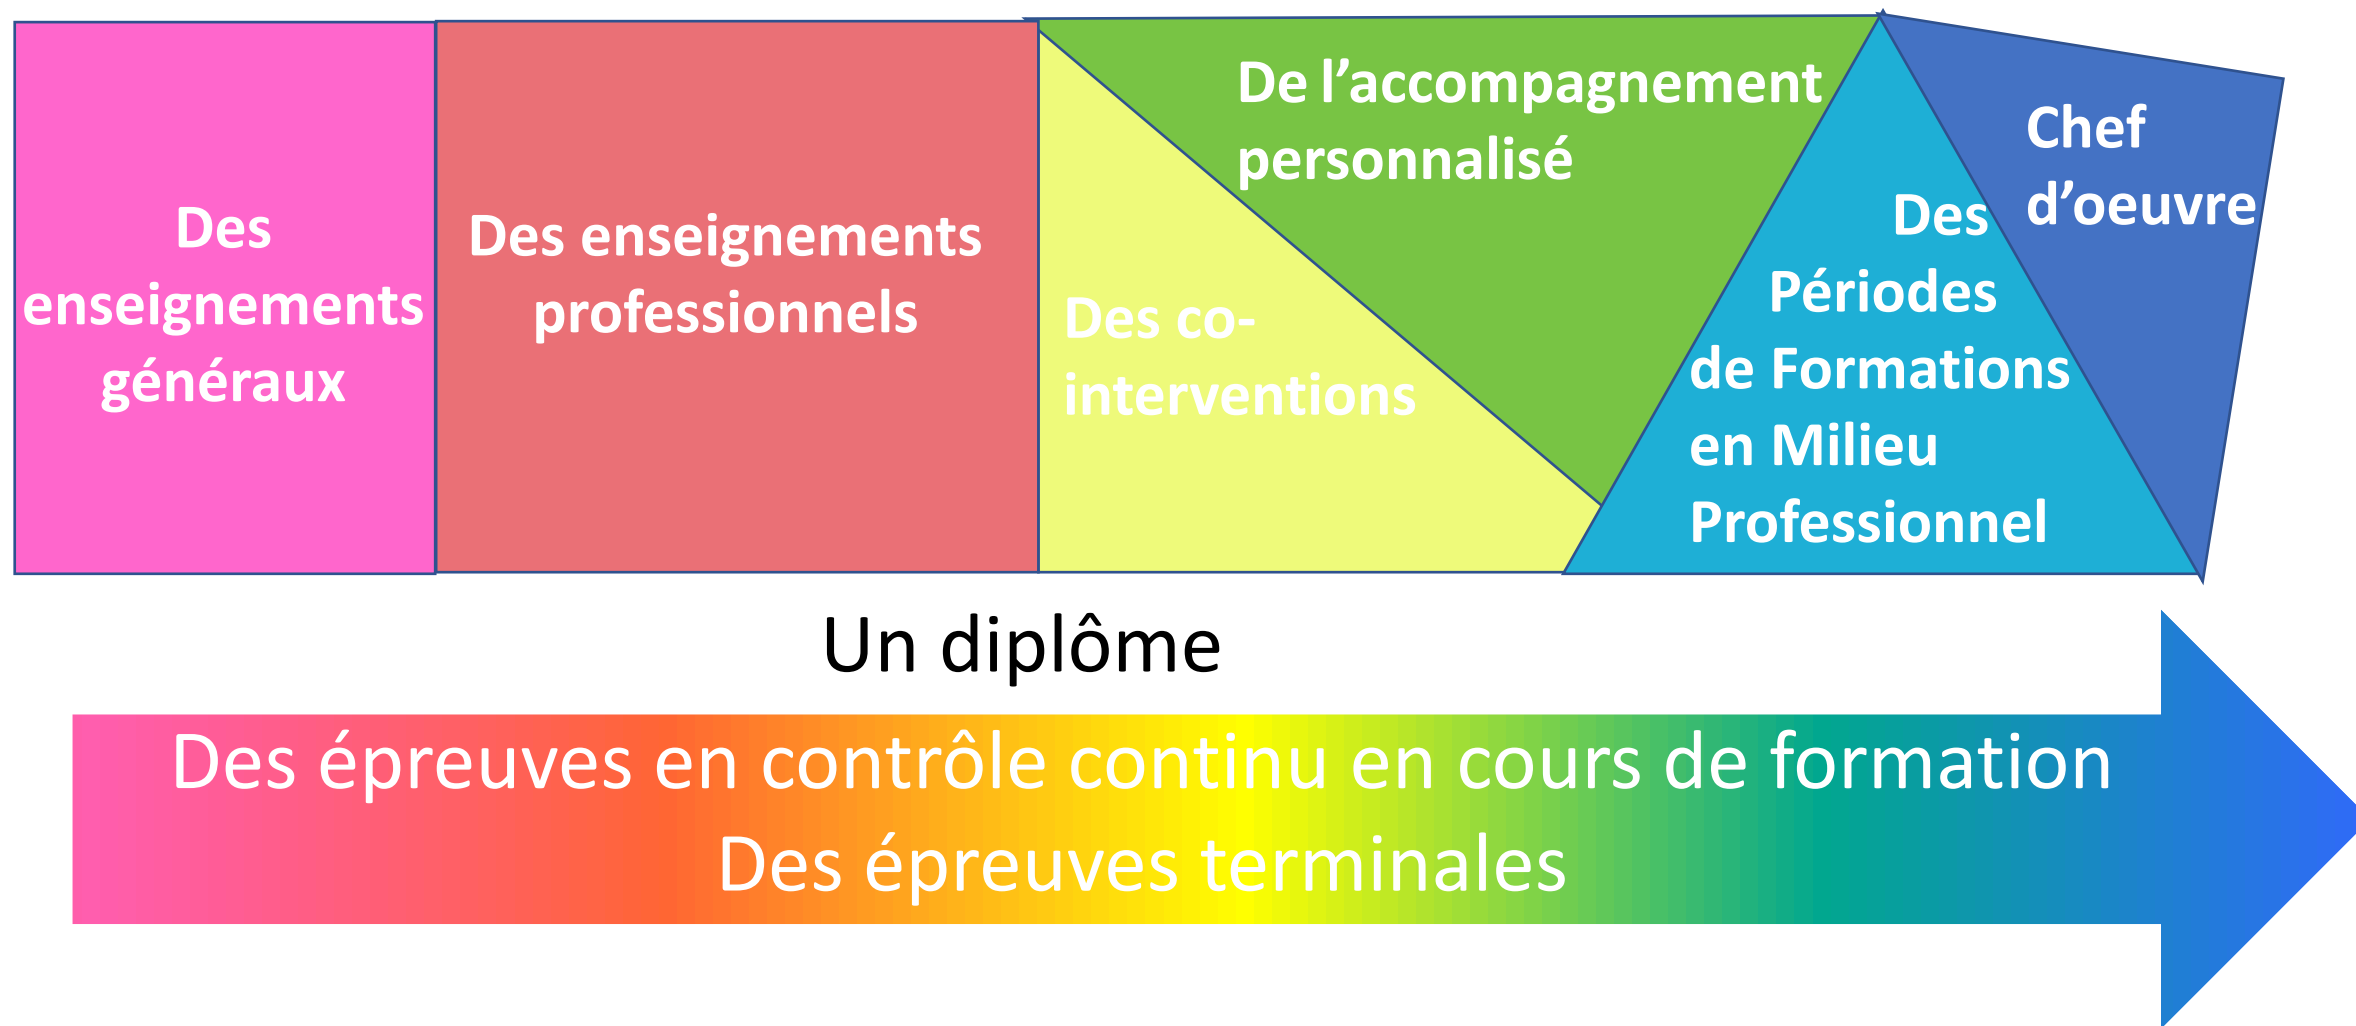 Des
enseignements
généraux
Des enseignements
professionnels
Des co-
interventions
De l’accompagnement
personnalisé
Des
Périodes
de Formations
en Milieu
Professionnel
Chef
d’oeuvre
Un diplôme
Des épreuves en contrôle continu en cours de formation
Des épreuves terminales